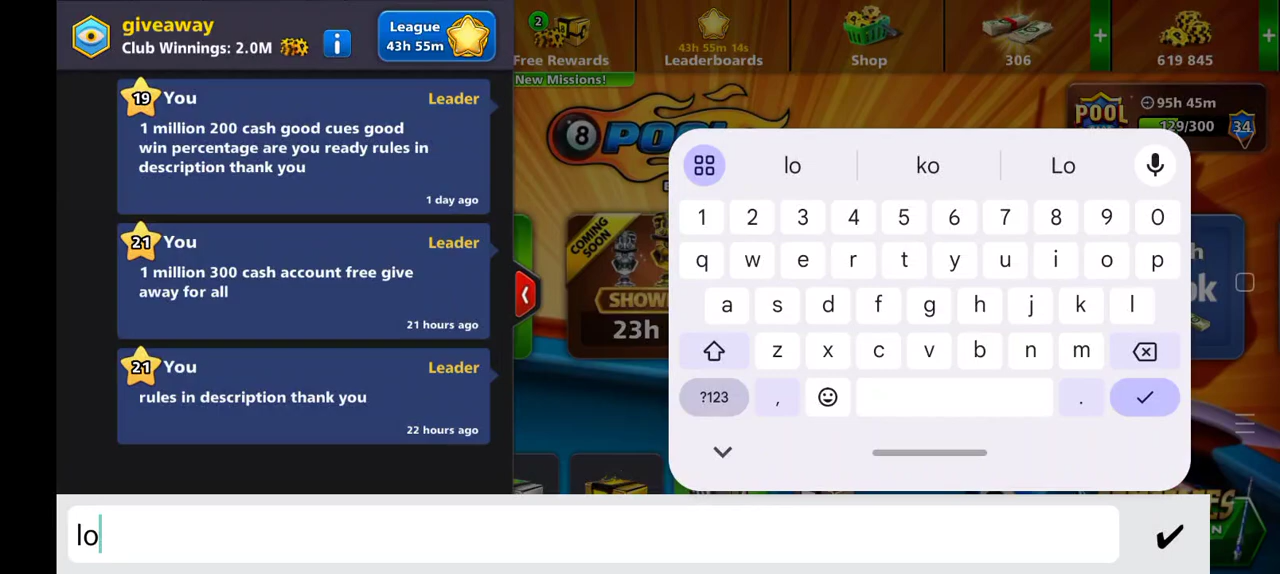 giveaway
Club Winnings: 2.0M
i
League
43h 55m
19 You Leader
1 million 200 cash good cues good
win percentage are you ready rules in
description thank you
1 day ago
21 You Leader
1 million 300 cash account free give
away for all
21 hours ago
21 You Leader
rules in description thank you
22 hours ago
2
Free Rewards
New Missions!
43h 55m 14s
Leaderboards
Shop
306
+
619 845
+
8 POOL
POOL
95h 45m
129/300
34
COMING
SOON
23h
lo ko Lo
1 2 3 4 5 6 7 8 9 0
q w e r t y u i o p
a s d f g h j k l
z x c v b n m
?123 , .
lo